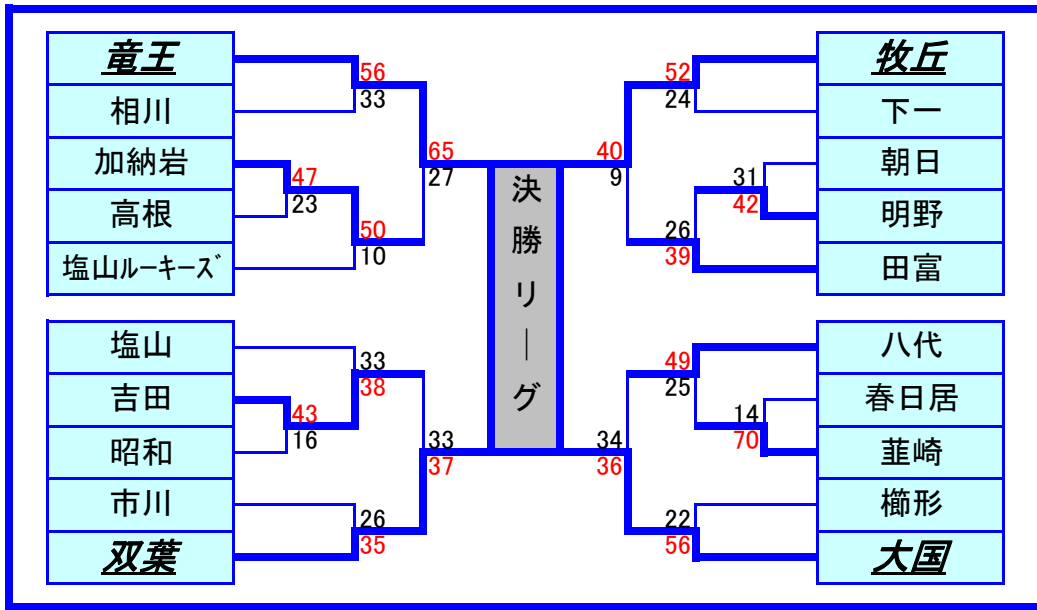 竜王
56
相川
33
加納岩
47
65
高根
23
27
50
塩山ルーキーズ
10
塩山
33
吉田
38
43
昭和
16
33
37
市川
26
双葉
35
決勝リーグ
牧丘
52
下一
24
朝日
40
31
9
明野
42
26
田富
39
八代
49
25
春日居
14
韮崎
70
34
36
櫛形
22
大国
56